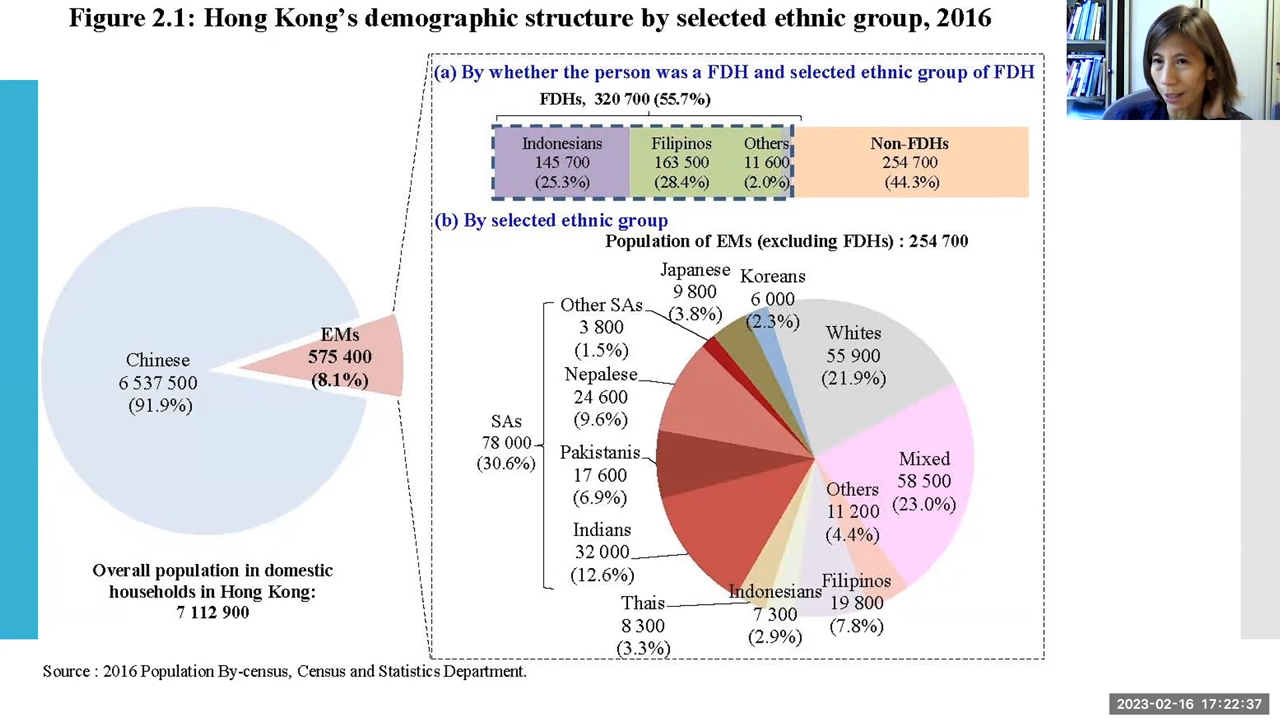 Figure 2.1: Hong Kong's demographic structure by selected ethnic group, 2016
(a) By whether the person was a FDH and selected ethnic group of FDH
FDHs, 320 700 (55.7%)
Indonesians
145 700
(25.3%)
Filipinos
163 500
(28.4%)
Others
11 600
(2.0%)
Non-FDHs
254 700
(44.3%)
(b) By selected ethnic group
Population of EMs (excluding FDHs) : 254 700
Chinese
6 537 500
(91.9%)
EMs
575 400
(8.1%)
Overall population in domestic
households in Hong Kong:
7 112 900
SAs
78 000
(30.6%)
Other SAs
3 800
(1.5%)
Nepalese
24 600
(9.6%)
Pakistanis
17 600
(6.9%)
Indians
32 000
(12.6%)
Japanese
9 800
(3.8%)
Koreans
6 000
(2.3%)
Whites
55 900
(21.9%)
Mixed
58 500
(23.0%)
Others
11 200
(4.4%)
Filipinos
19 800
(7.8%)
Indonesians
7 300
(2.9%)
Thais
8 300
(3.3%)
Source : 2016 Population By-census, Census and Statistics Department.
2023-02-16 17:22:37